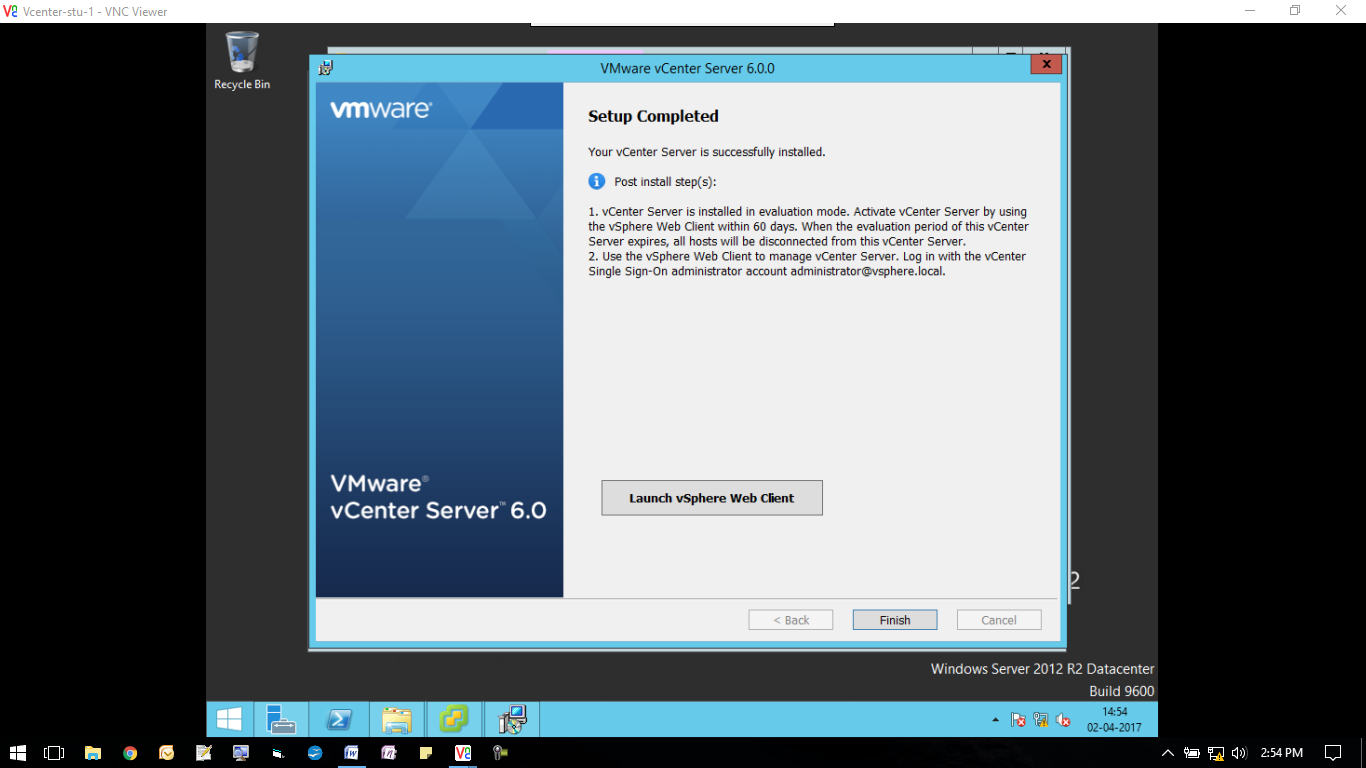 Vcenter-stu-1 - VNC Viewer
Recycle Bin
VMware vCenter Server 6.0.0
vmware®
Setup Completed
Your vCenter Server is successfully installed.
Post install step(s):
1. vCenter Server is installed in evaluation mode. Activate vCenter Server by using
the vSphere Web Client within 60 days. When the evaluation period of this vCenter
Server expires, all hosts will be disconnected from this vCenter Server.
2. Use the vSphere Web Client to manage vCenter Server. Log in with the vCenter
Single Sign-On administrator account administrator@vsphere.local.
VMware®
vCenter Server™ 6.0
Launch vSphere Web Client
2
< Back
Finish
Cancel
Windows Server 2012 R2 Datacenter
Build 9600
14:54
02-04-2017
2:54 PM